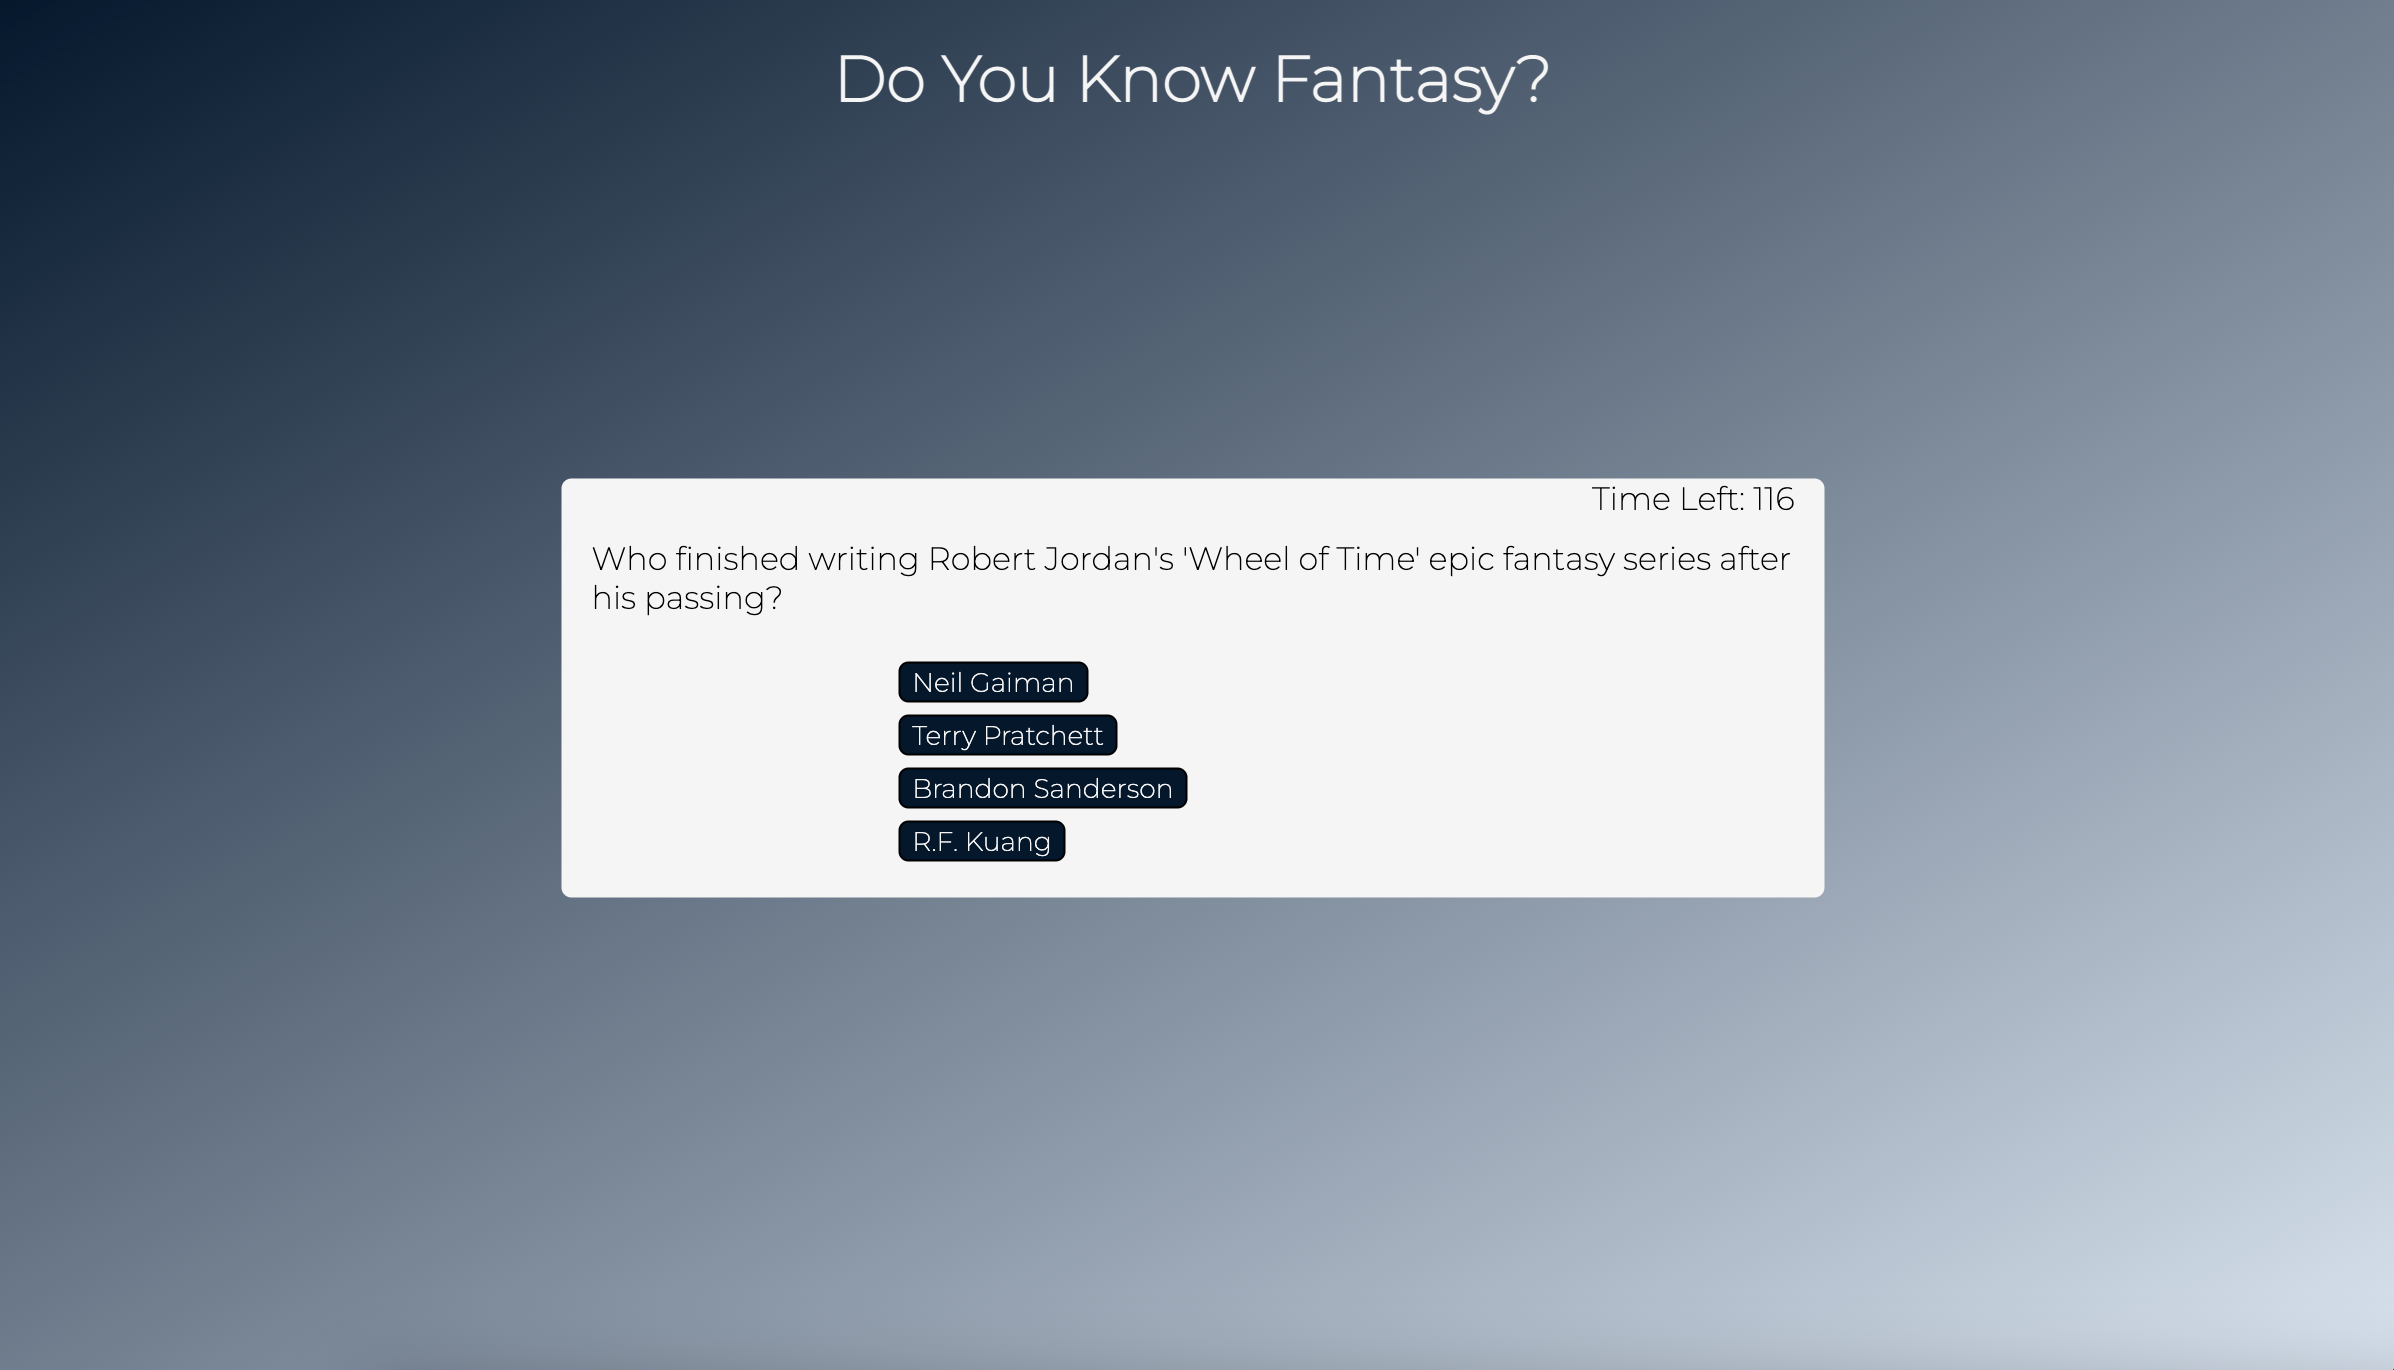 Do You Know Fantasy?
Time Left: 116
Who finished writing Robert Jordan's 'Wheel of Time' epic fantasy series after
his passing?
Neil Gaiman
Terry Pratchett
Brandon Sanderson
R.F. Kuang